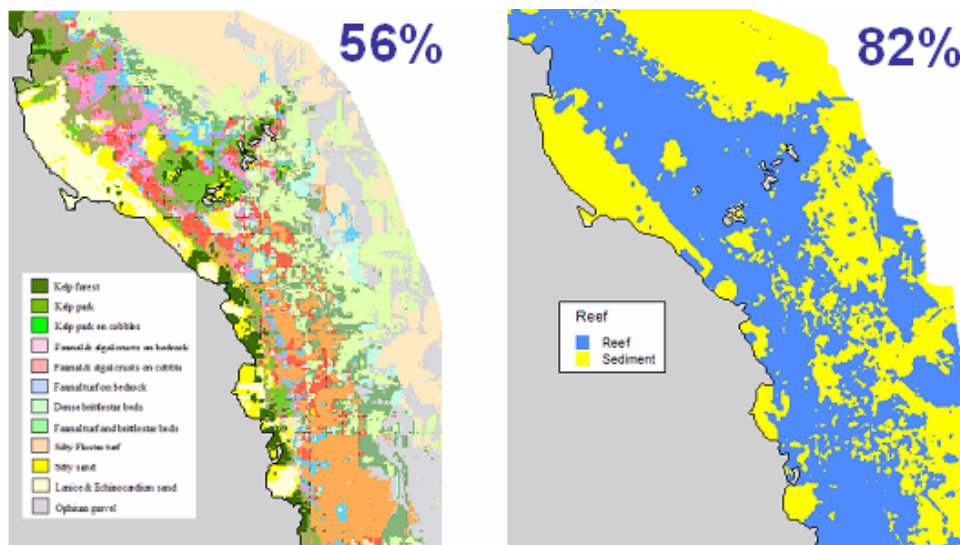 56%
Kelp forest
Kelp park
Kelp park on cobbles
Faunal & algal crusts on bedrock
Faunal & algal crusts on cobble
Faunal turf on bedrock
Dense brittlestar beds
Faunal turf and brittlestar beds
Silty Flustra turf
Silty sand
Lanice & Echinocardium sand
Ophiura gravel
82%
Reef
Reef
Sediment